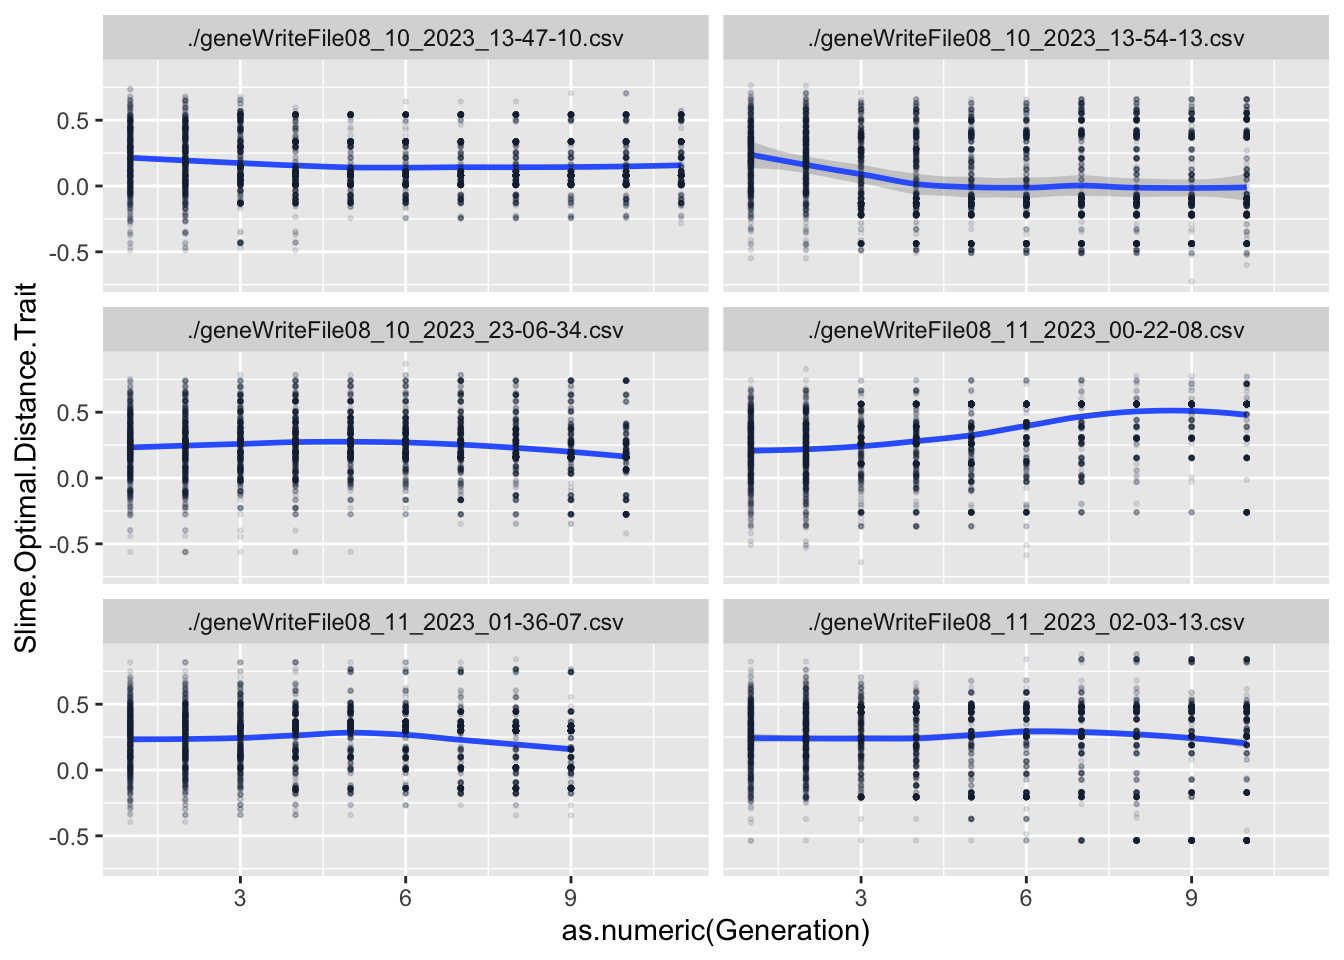 ./geneWriteFile08_10_2023_13-47-10.csv
./geneWriteFile08_10_2023_13-54-13.csv
0.5
0.0
-0.5
./geneWriteFile08_10_2023_23-06-34.csv
./geneWriteFile08_11_2023_00-22-08.csv
0.5
0.0
-0.5
./geneWriteFile08_11_2023_01-36-07.csv
./geneWriteFile08_11_2023_02-03-13.csv
0.5
0.0
-0.5
Slime.Optimal.Distance.Trait
3 6 9 3 6 9
as.numeric(Generation)